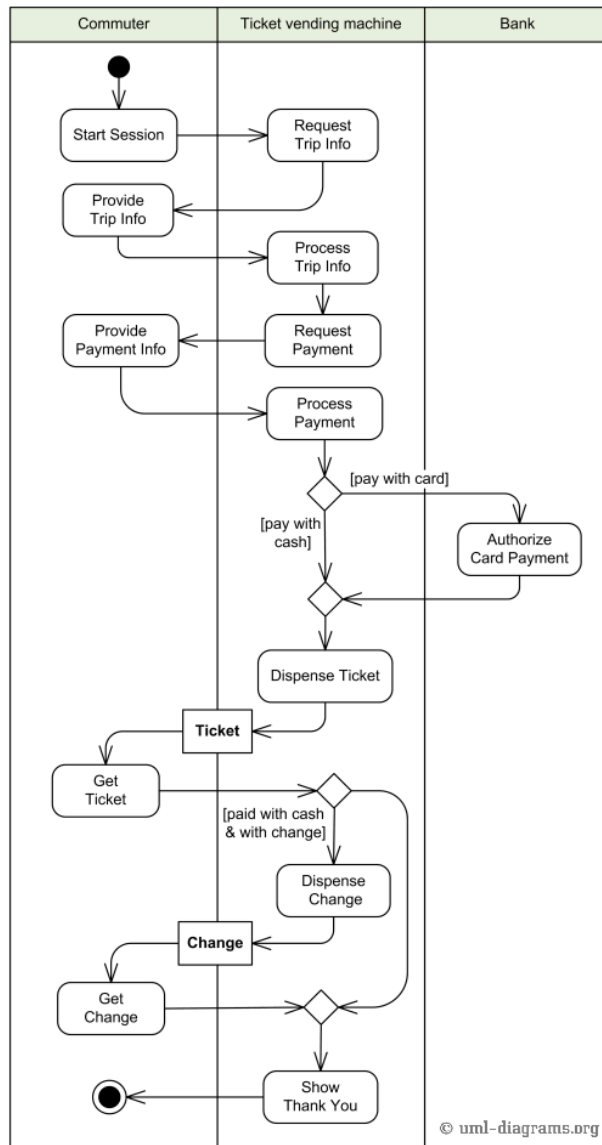 Commuter
Ticket vending machine
Bank
Start Session
Request
Trip Info
Provide
Trip Info
Process
Trip Info
Provide
Payment Info
Request
Payment
Process
Payment
[pay with card]
[pay with
cash]
Authorize
Card Payment
Dispense Ticket
Ticket
Get
Ticket
[paid with cash
& with change]
Dispense
Change
Change
Get
Change
Show
Thank You
© uml-diagrams.org